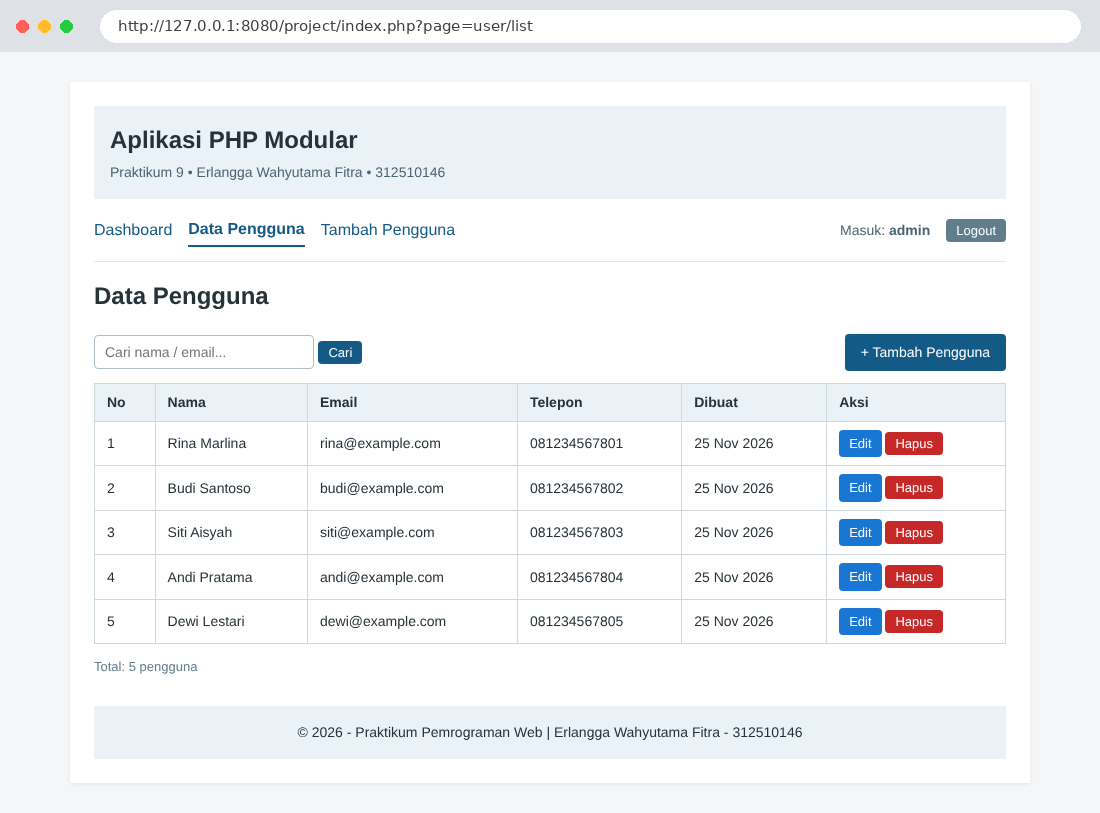 http://127.0.0.1:8080/project/index.php?page=user/list
Aplikasi PHP Modular
Praktikum 9 • Erlangga Wahyutama Fitra • 312510146
Dashboard Data Pengguna Tambah Pengguna Masuk: admin Logout
Data Pengguna
Cari nama / email... Cari + Tambah Pengguna
No Nama Email Telepon Dibuat Aksi
1 Rina Marlina rina@example.com 081234567801 25 Nov 2026 Edit Hapus
2 Budi Santoso budi@example.com 081234567802 25 Nov 2026 Edit Hapus
3 Siti Aisyah siti@example.com 081234567803 25 Nov 2026 Edit Hapus
4 Andi Pratama andi@example.com 081234567804 25 Nov 2026 Edit Hapus
5 Dewi Lestari dewi@example.com 081234567805 25 Nov 2026 Edit Hapus
Total: 5 pengguna
© 2026 - Praktikum Pemrograman Web | Erlangga Wahyutama Fitra - 312510146